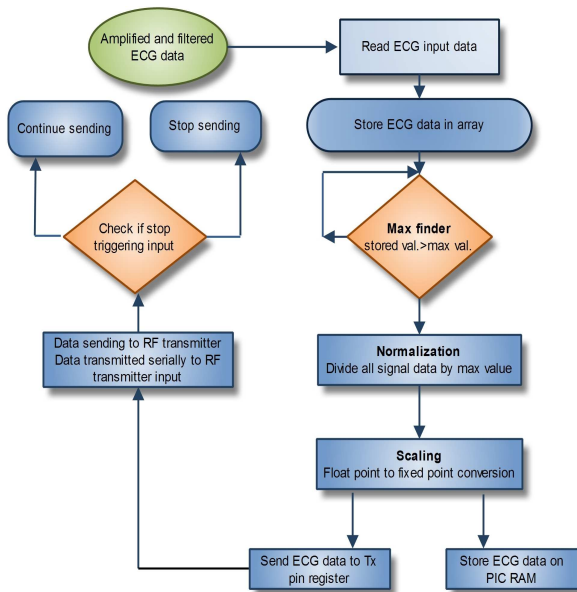 Amplified and filtered
ECG data
Read ECG input data
Store ECG data in array
Max finder
stored val.>max val.
Normalization
Divide all signal data by max value
Scaling
Float point to fixed point conversion
Store ECG data on
PIC RAM
Send ECG data to Tx
pin register
Data sending to RF transmitter
Data transmitted serially to RF
transmitter input
Check if stop
triggering input
Continue sending
Stop sending